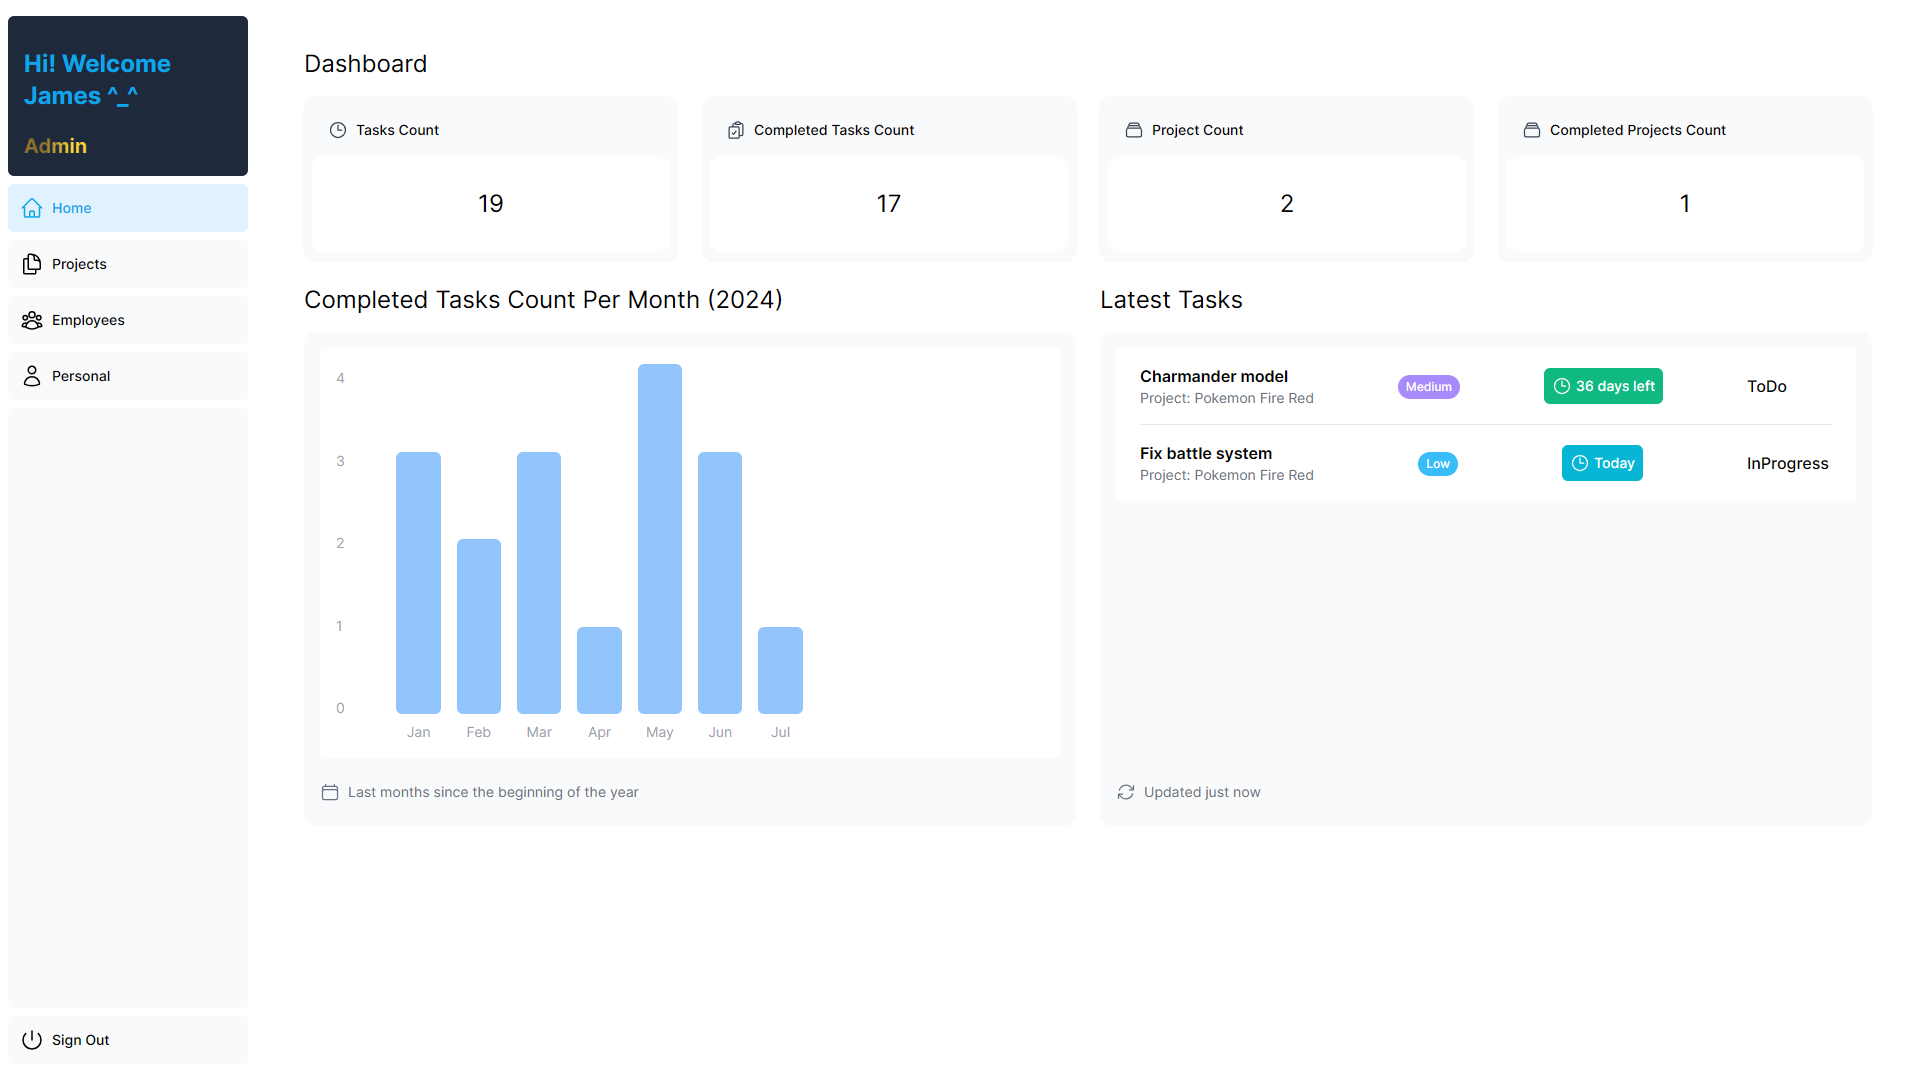 Hi! Welcome
James ^_^
Admin
Home
Projects
Employees
Personal
Sign Out
Dashboard
Tasks Count
19
Completed Tasks Count
17
Project Count
2
Completed Projects Count
1
Completed Tasks Count Per Month (2024)
4
3
2
1
0
Jan Feb Mar Apr May Jun Jul
Last months since the beginning of the year
Latest Tasks
Charmander model
Project: Pokemon Fire Red
Medium
36 days left
ToDo
Fix battle system
Project: Pokemon Fire Red
Low
Today
InProgress
Updated just now